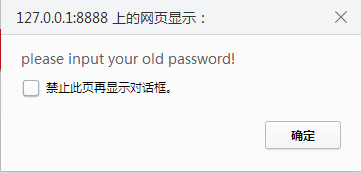 127.0.0.1:8888 上的网页显示：
please input your old password!
禁止此页再显示对话框。
确定